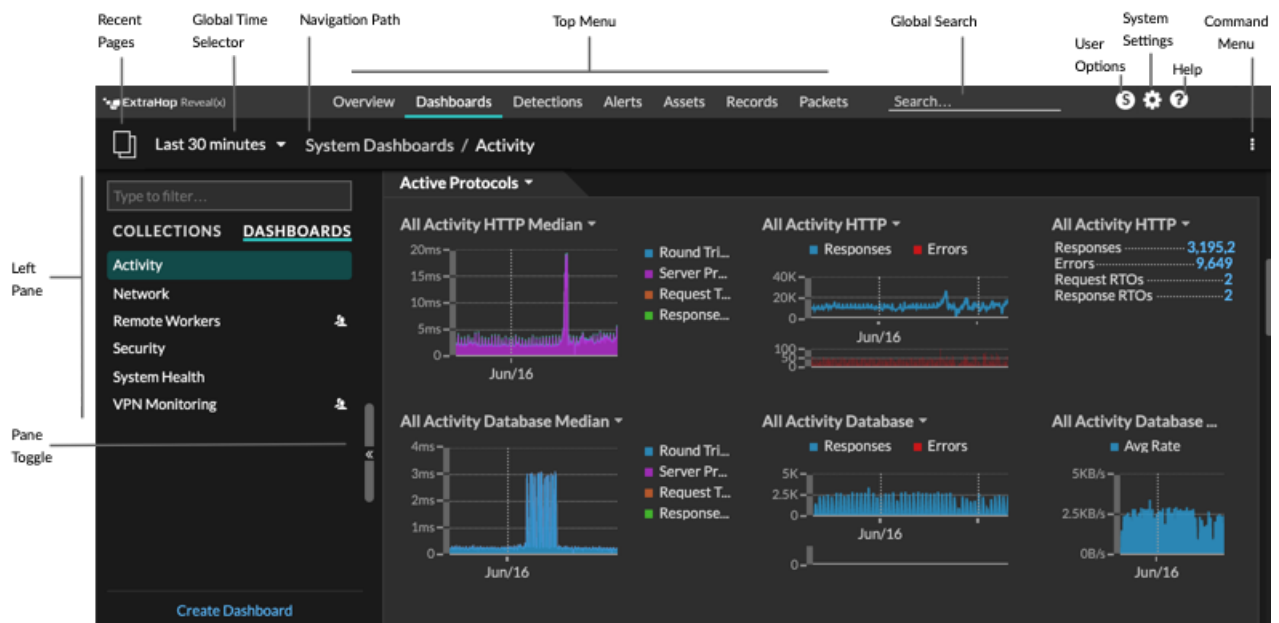 Recent Pages
Global Time Selector
Navigation Path
Top Menu
Global Search
User Options
System Settings
Help
Command Menu
ExtraHop Reveal(x)
Overview Dashboards Detections Alerts Assets Records Packets Search... S ?
Last 30 minutes System Dashboards / Activity
Left Pane
Pane Toggle
Type to filter...
COLLECTIONS DASHBOARDS
Activity
Network
Remote Workers
Security
System Health
VPN Monitoring
«
Create Dashboard
Active Protocols
All Activity HTTP Median
20ms
15ms
10ms
5ms
0
Jun/16
Round Tri...
Server Pr...
Request T...
Response...
All Activity HTTP
Responses Errors
40K
20K
0
Jun/16
100
50
0
All Activity HTTP
Responses 3,195,2
Errors 9,649
Request RTOs 2
Response RTOs 2
All Activity Database Median
4ms
3ms
2ms
1ms
0
Jun/16
Round Tri...
Server Pr...
Request T...
Response...
All Activity Database
Responses Errors
5K
2.5K
0
Jun/16
0
All Activity Database ...
Avg Rate
5KB/s
2.5KB/s
0B/s
Jun/16